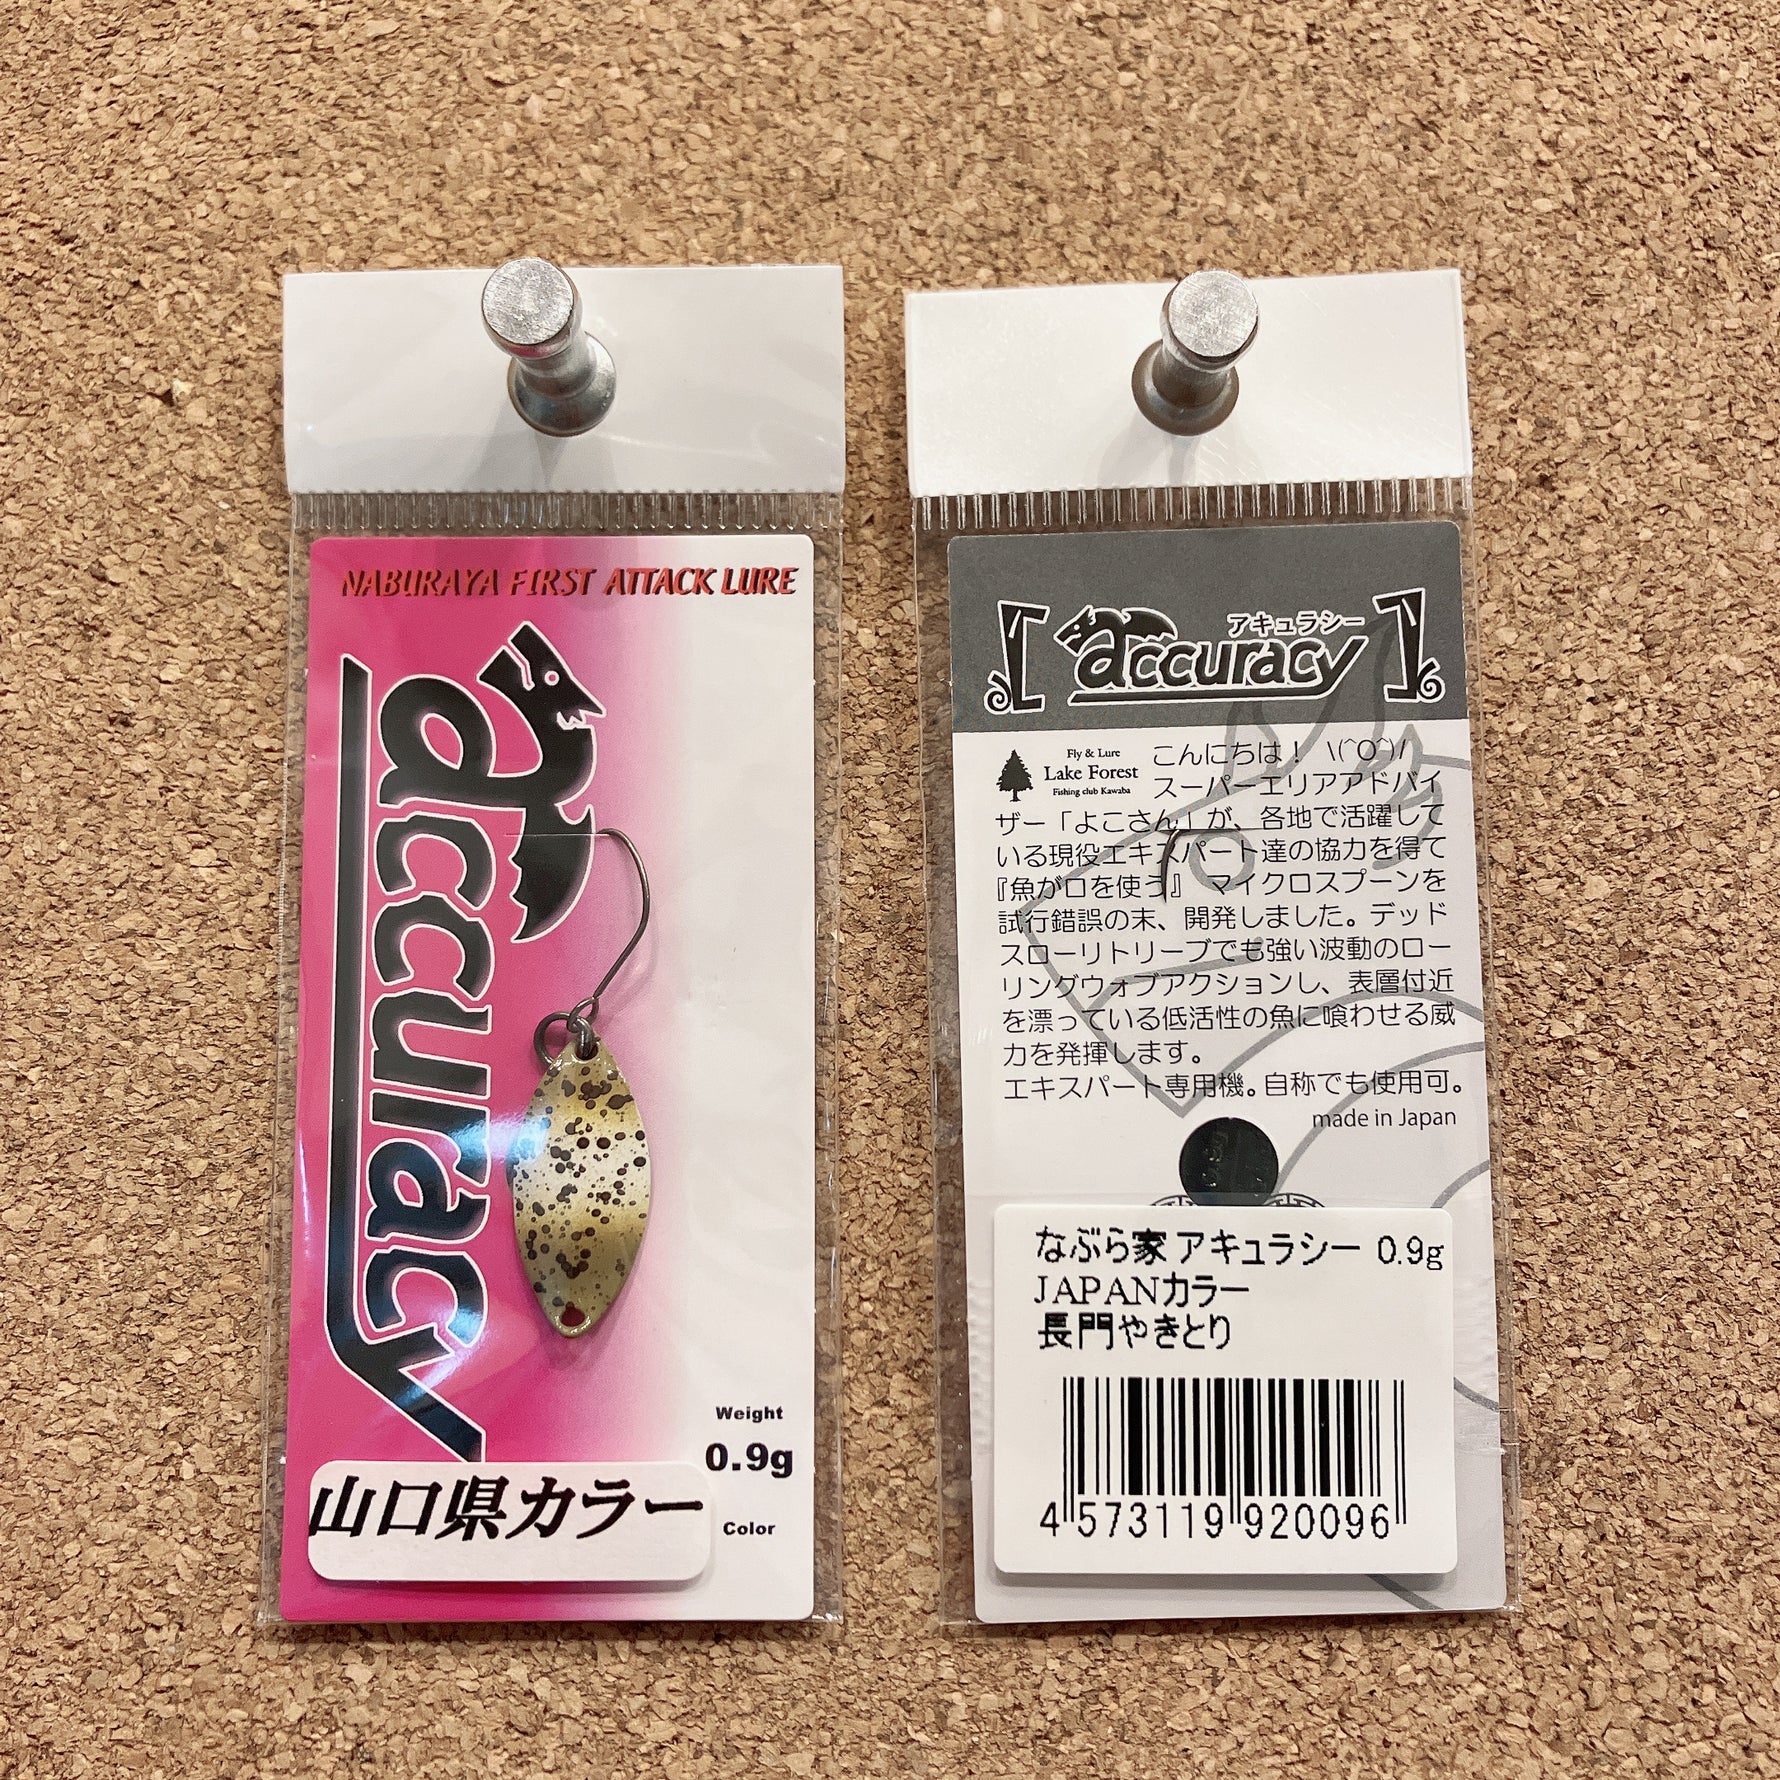 NABURAYA FIRST ATTACK LURE
accuracy
Weight
0.9g
Color
山口県カラー
アキュラシー
accuracy
Fly & Lure
Lake Forest
Fishing club Kawaba
こんにちは！ \(^O^)/
スーパーエリアアドバイ
ザー「よこさん」が、各地で活躍して
いる現役エキスパート達の協力を得て
『魚が口を使う』 マイクロスプーンを
試行錯誤の末、開発しました。デッド
スローリトリーブでも強い波動のロー
リングウォブアクションし、表層付近
を漂っている低活性の魚に喰わせる威
力を発揮します。
エキスパート専用機。自称でも使用可。
made in Japan
なぶら家 アキュラシー 0.9g
JAPANカラー
長門やきとり
4 573119 920096